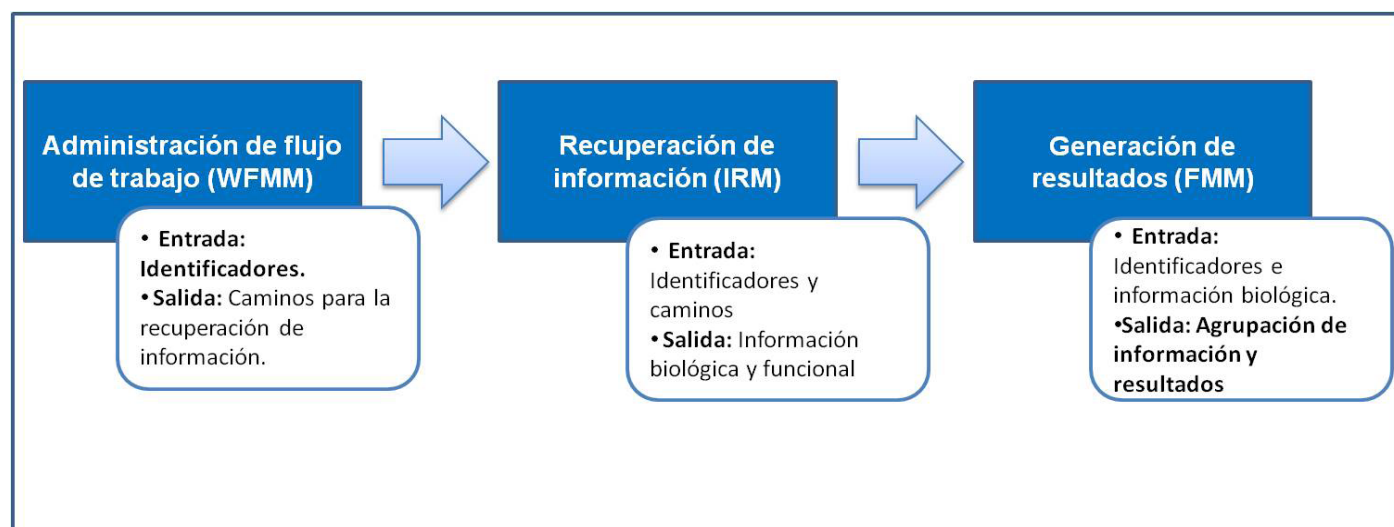 Administración de flujo
de trabajo (WFMM)
• Entrada:
Identificadores.
•Salida: Caminos para la
recuperación de
información.
Recuperación de
información (IRM)
• Entrada:
Identificadores y
caminos
•Salida: Información
biológica y funcional
Generación de
resultados (FMM)
• Entrada:
Identificadores e
información biológica.
•Salida: Agrupación de
información y
resultados